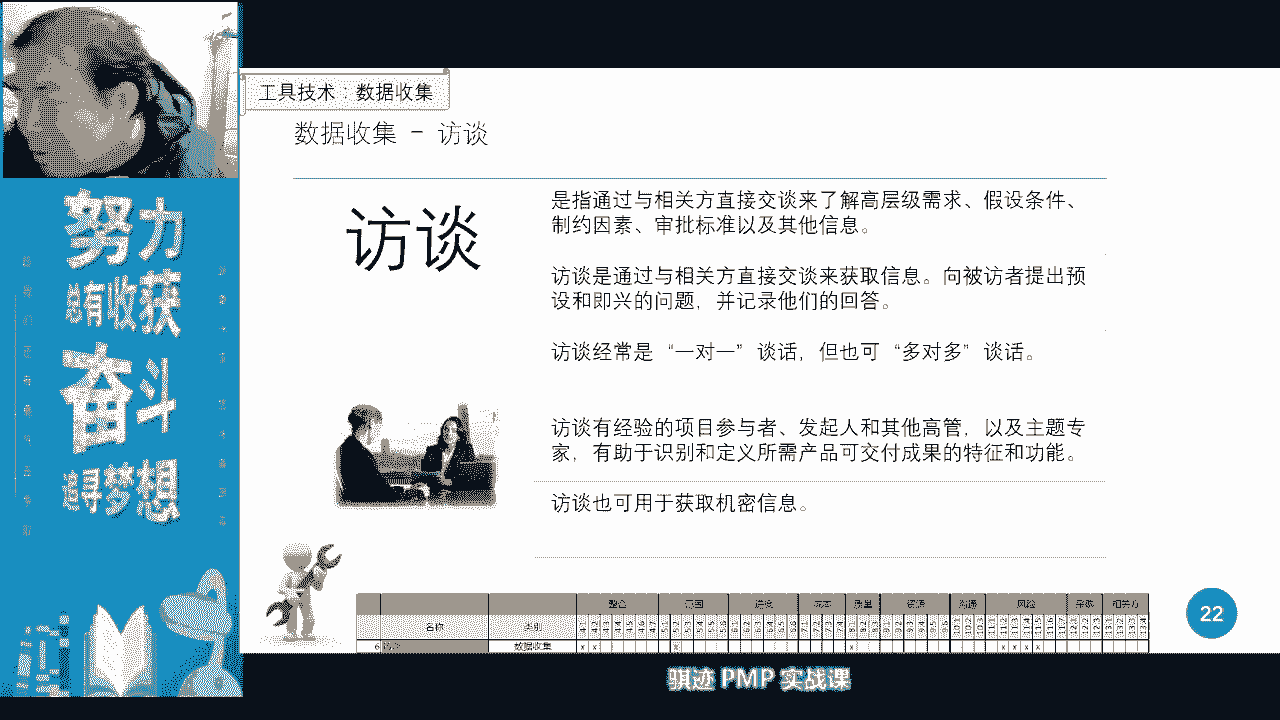 工具技术：数据收集
数据收集 - 访谈
访谈
是指通过与相关方直接交谈来了解高层级需求、假设条件、
制约因素、审批标准以及其他信息。
访谈是通过与相关方直接交谈来获取信息。向被访者提出预
设和即兴的问题，并记录他们的回答。
访谈经常是“一对一”谈话，但也可“多对多”谈话。
访谈有经验的项目参与者、发起人和其他高管，以及主题专
家，有助于识别和定义所需产品可交付成果的特征和功能。
访谈也可用于获取机密信息。
努力
总有收获
奋斗
追寻梦想
整合 范围 进度 成本 质量 资源 沟通 风险 采购 相关方
名称 类别
6 访谈 数据收集
22
骐迹 PMP 实战课